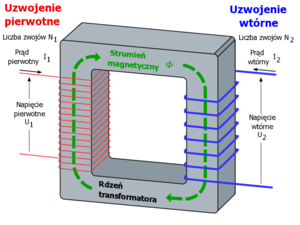 Uzwojenie
pierwotne
Liczba zwojów N1
Prąd
pierwotny I1
Napięcie
pierwotne
U1
Strumień
magnetyczny Φ
Rdzeń
transformatora
Uzwojenie
wtórne
Liczba zwojów N2
Prąd
wtórny I2
Napięcie
wtórne
U2